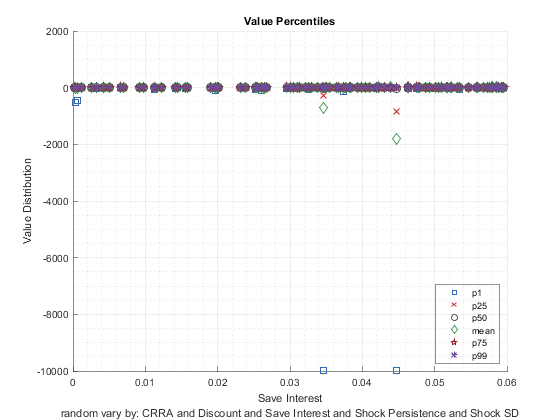 Value Percentiles
2000
0
-2000
-4000
-6000
-8000
-10000
Value Distribution
p1
p25
p50
mean
p75
p99
0
0.01
0.02
0.03
0.04
0.05
0.06
Save Interest
random vary by: CRRA and Discount and Save Interest and Shock Persistence and Shock SD